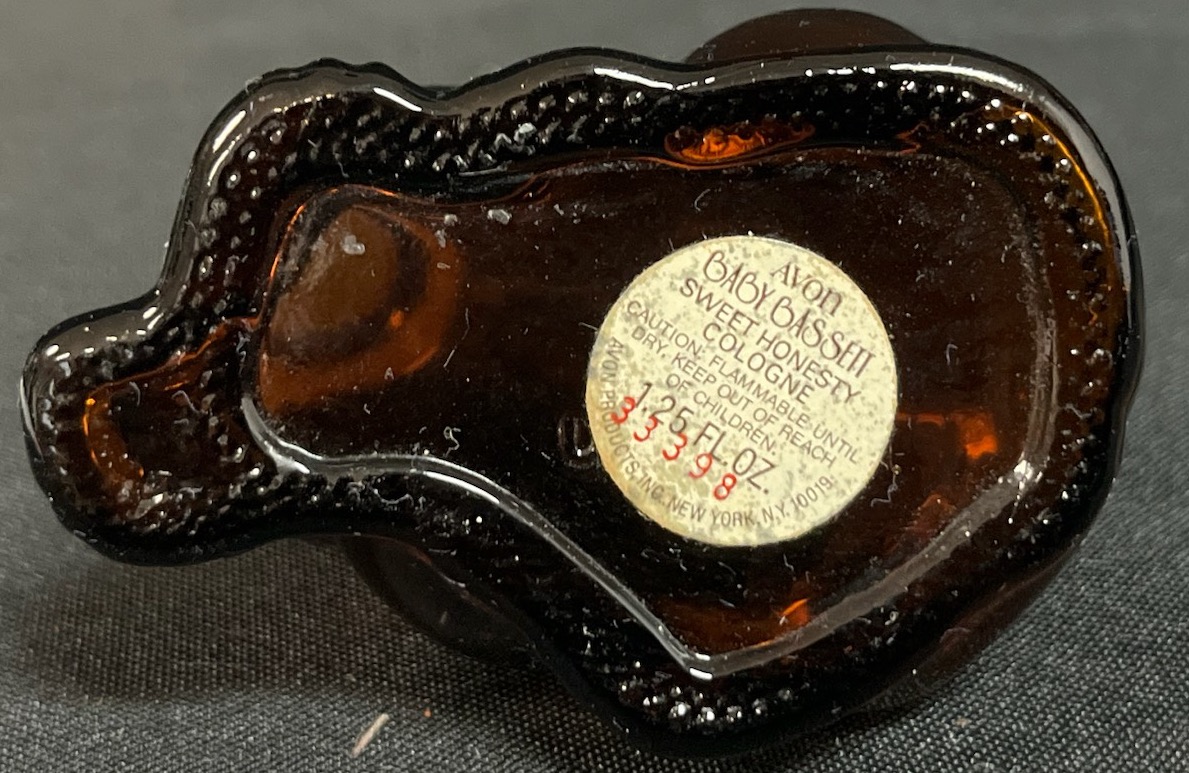 AVON
BABY BASSETT
SWEET HONESTY
COLOGNE
CAUTION: FLAMMABLE UNTIL
DRY. KEEP OUT OF REACH
OF CHILDREN.
1.25 FL. OZ.
33398
AVON PRODUCTS, INC. NEW YORK, N.Y. 10019